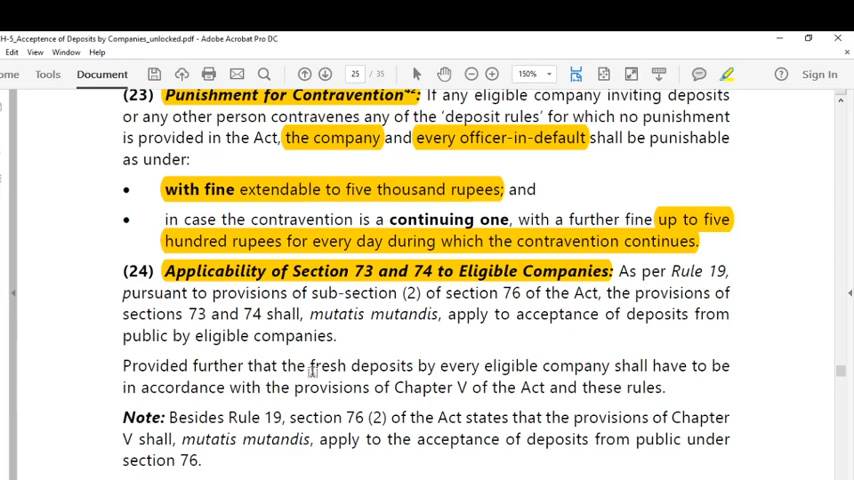 H-5_Acceptence of Deposits by Companies_unlocked.pdf - Adobe Acrobat Pro DC
Edit View Window Help
ome Tools Document 25 / 35 150% Sign In
(23) Punishment for Contravention⁴²: If any eligible company inviting deposits
or any other person contravenes any of the 'deposit rules' for which no punishment
is provided in the Act, the company and every officer-in-default shall be punishable
as under:
• with fine extendable to five thousand rupees; and
• in case the contravention is a continuing one, with a further fine up to five
hundred rupees for every day during which the contravention continues.
(24) Applicability of Section 73 and 74 to Eligible Companies: As per Rule 19,
pursuant to provisions of sub-section (2) of section 76 of the Act, the provisions of
sections 73 and 74 shall, mutatis mutandis, apply to acceptance of deposits from
public by eligible companies.
Provided further that the fresh deposits by every eligible company shall have to be
in accordance with the provisions of Chapter V of the Act and these rules.
Note: Besides Rule 19, section 76 (2) of the Act states that the provisions of Chapter
V shall, mutatis mutandis, apply to the acceptance of deposits from public under
section 76.